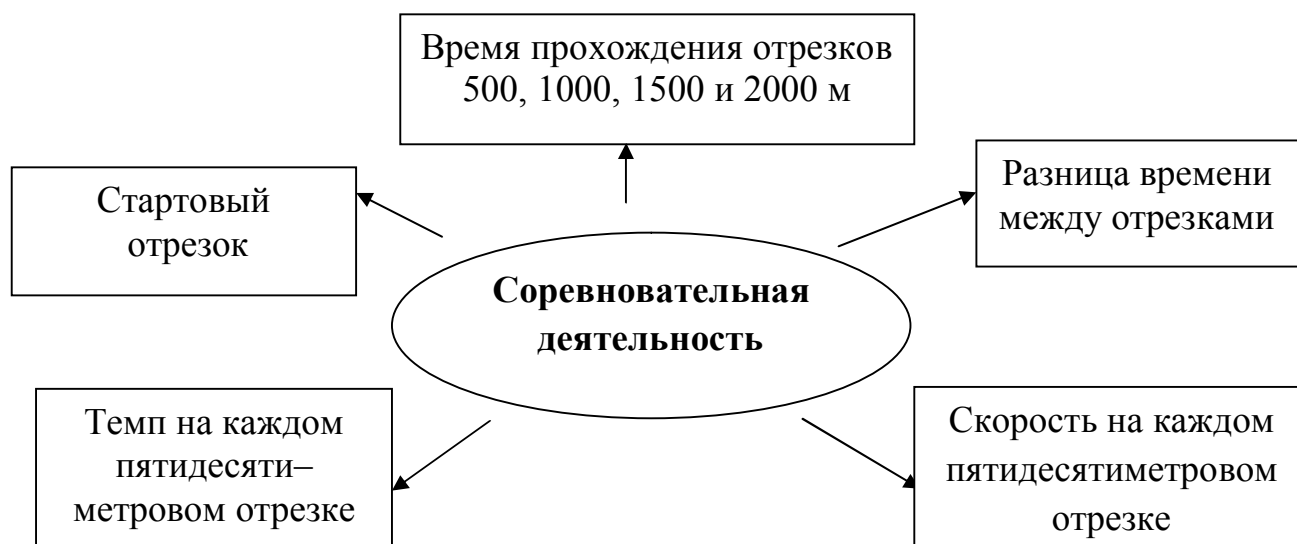 Время прохождения отрезков
500, 1000, 1500 и 2000 м
Стартовый
отрезок
Разница времени
между отрезками
Соревновательная
деятельность
Темп на каждом
пятидесяти–
метровом отрезке
Скорость на каждом
пятидесятиметровом
отрезке